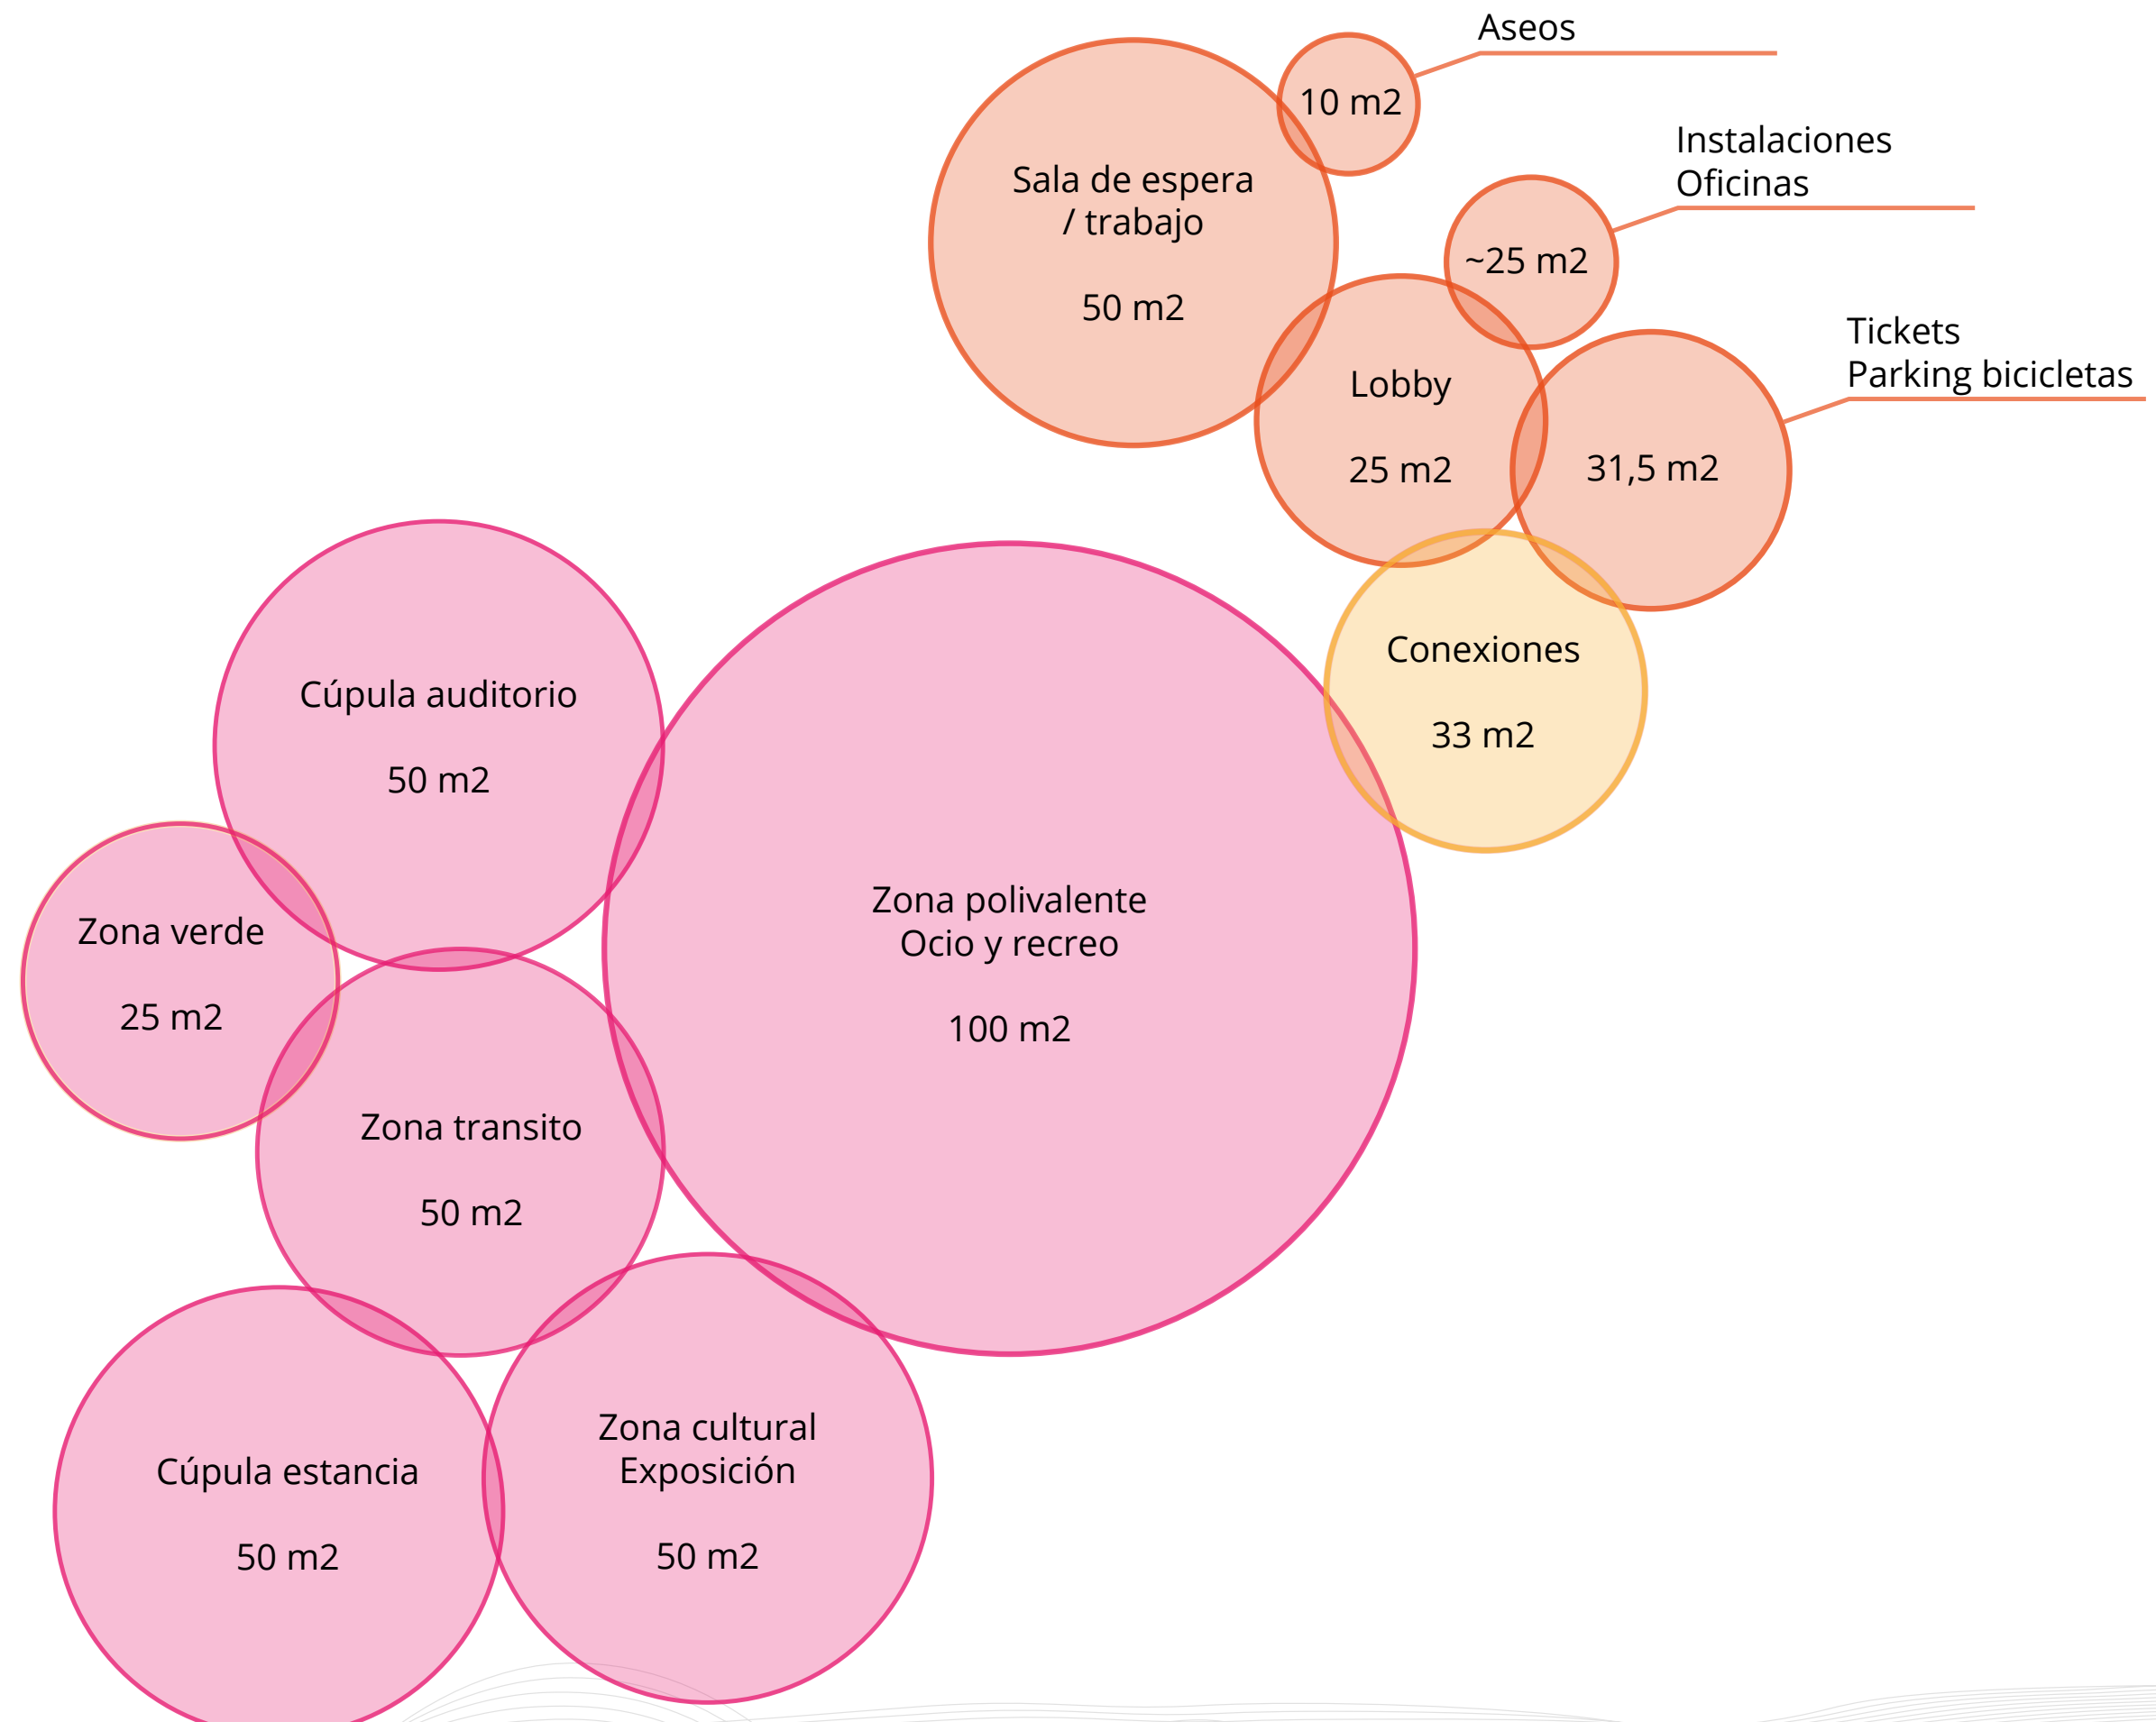 Aseos
10 m2
Instalaciones
Oficinas
~25 m2
Sala de espera
/ trabajo
50 m2
Tickets
Parking bicicletas
31,5 m2
Lobby
25 m2
Conexiones
33 m2
Cúpula auditorio
50 m2
Zona polivalente
Ocio y recreo
100 m2
Zona verde
25 m2
Zona transito
50 m2
Zona cultural
Exposición
50 m2
Cúpula estancia
50 m2